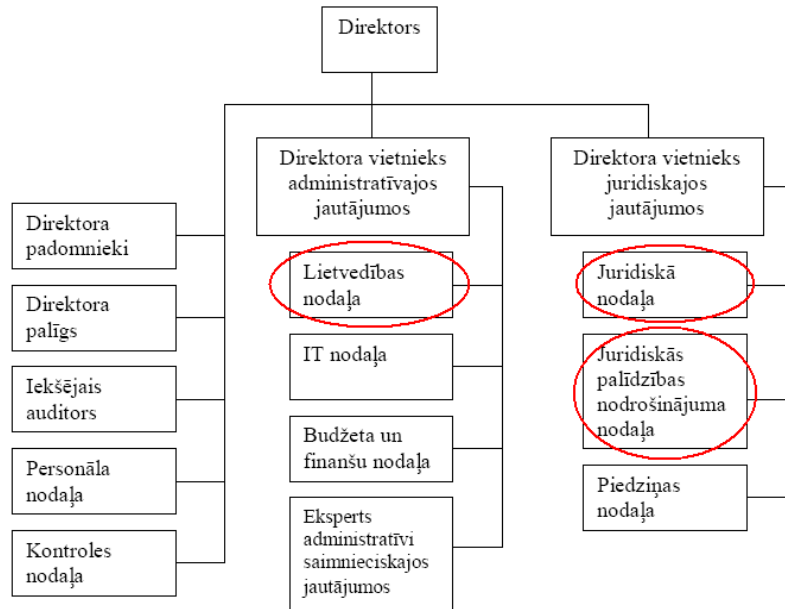 Direktors
Direktora vietnieks
administratīvajos
jautājumos
Direktora vietnieks
juridiskajos
jautājumos
Direktora
padomnieki
Direktora
palīgs
Iekšējais
auditors
Personāla
nodaļa
Kontroles
nodaļa
Lietvedības
nodaļa
IT nodaļa
Budžeta un
finanšu nodaļa
Eksperts
administratīvi
saimnieciskajos
jautājumos
Juridiskā
nodaļa
Juridiskās
palīdzības
nodrošinājuma
nodaļa
Piedziņas
nodaļa